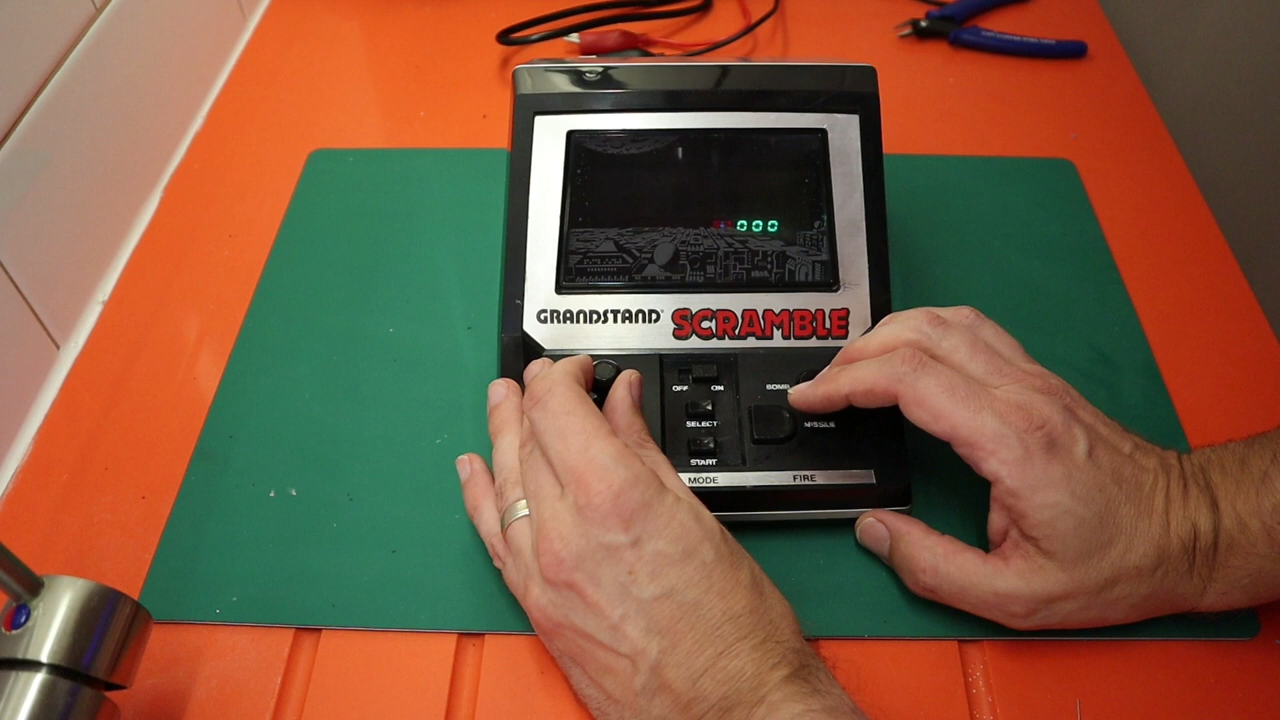 000
GRANDSTAND
SCRAMBLE
OFF ON
BOMB
SELECT
MISSILE
START
MODE FIRE